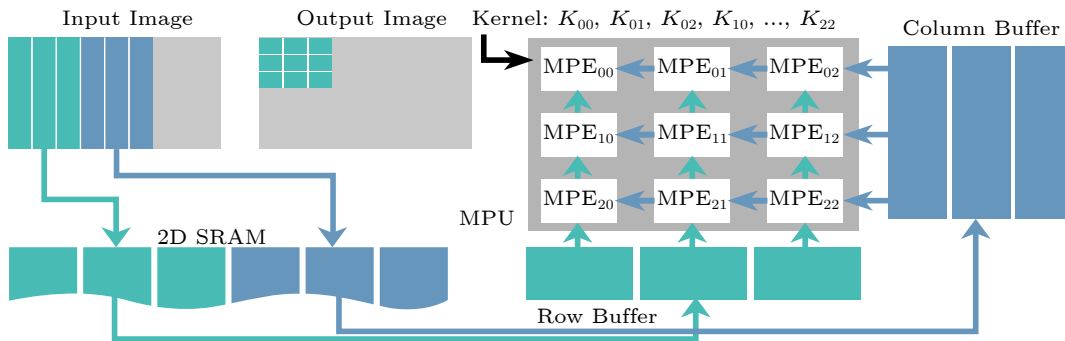 Input Image
Output Image
Kernel: K00, K01, K02, K10, ..., K22
Column Buffer
MPE00 MPE01 MPE02
MPE10 MPE11 MPE12
MPE20 MPE21 MPE22
MPU
2D SRAM
Row Buffer